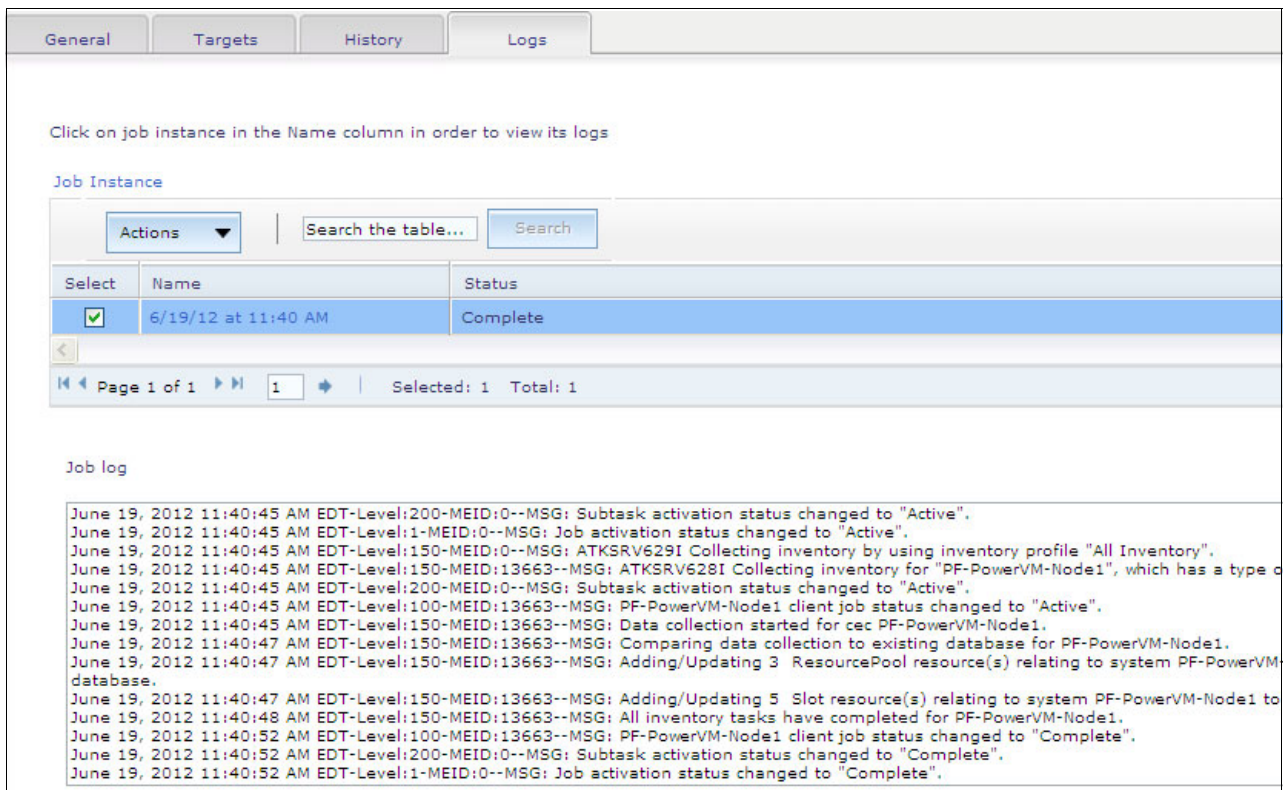 General Targets History Logs
Click on job instance in the Name column in order to view its logs
Job Instance
Actions Search the table... Search
Select Name Status
6/19/12 at 11:40 AM Complete
Page 1 of 1 1 Selected: 1 Total: 1
Job log
June 19, 2012 11:40:45 AM EDT-Level:200-MEID:0--MSG: Subtask activation status changed to "Active".
June 19, 2012 11:40:45 AM EDT-Level:1-MEID:0--MSG: Job activation status changed to "Active".
June 19, 2012 11:40:45 AM EDT-Level:150-MEID:0--MSG: ATKSRV629I Collecting inventory by using inventory profile "All Inventory".
June 19, 2012 11:40:45 AM EDT-Level:150-MEID:13663--MSG: ATKSRV628I Collecting inventory for "PF-PowerVM-Node1", which has a type o
June 19, 2012 11:40:45 AM EDT-Level:200-MEID:0--MSG: Subtask activation status changed to "Active".
June 19, 2012 11:40:45 AM EDT-Level:100-MEID:13663--MSG: PF-PowerVM-Node1 client job status changed to "Active".
June 19, 2012 11:40:45 AM EDT-Level:150-MEID:13663--MSG: Data collection started for cec PF-PowerVM-Node1.
June 19, 2012 11:40:47 AM EDT-Level:150-MEID:13663--MSG: Comparing data collection to existing database for PF-PowerVM-Node1.
June 19, 2012 11:40:47 AM EDT-Level:150-MEID:13663--MSG: Adding/Updating 3 ResourcePool resource(s) relating to system PF-PowerVM-
database.
June 19, 2012 11:40:47 AM EDT-Level:150-MEID:13663--MSG: Adding/Updating 5 Slot resource(s) relating to system PF-PowerVM-Node1 to
June 19, 2012 11:40:48 AM EDT-Level:150-MEID:13663--MSG: All inventory tasks have completed for PF-PowerVM-Node1.
June 19, 2012 11:40:52 AM EDT-Level:100-MEID:13663--MSG: PF-PowerVM-Node1 client job status changed to "Complete".
June 19, 2012 11:40:52 AM EDT-Level:200-MEID:0--MSG: Subtask activation status changed to "Complete".
June 19, 2012 11:40:52 AM EDT-Level:1-MEID:0--MSG: Job activation status changed to "Complete".